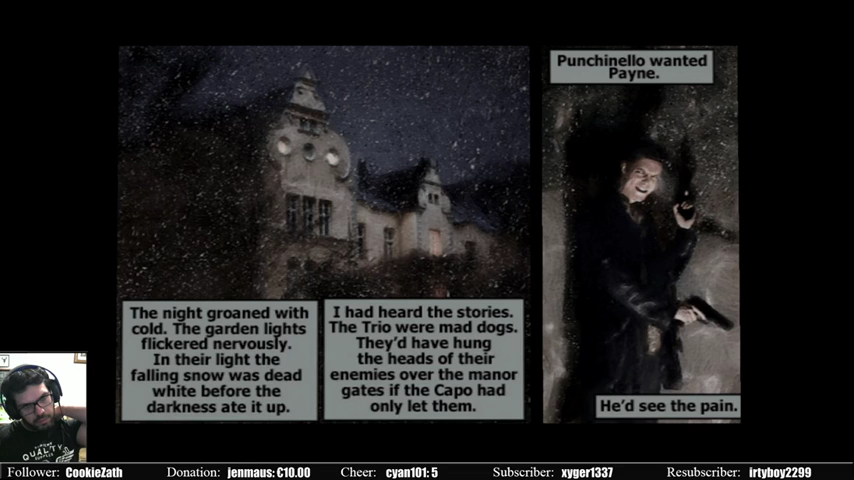 Punchinello wanted
Payne.
The night groaned with
cold. The garden lights
flickered nervously.
In their light the
falling snow was dead
white before the
darkness ate it up.
I had heard the stories.
The Trio were mad dogs.
They'd have hung
the heads of their
enemies over the manor
gates if the Capo had
only let them.
He'd see the pain.
QUALITY
Follower: CookieZath Donation: jenmaus: €10.00 Cheer: cyan101: 5 Subscriber: xyger1337 Resubscriber: irtyboy2299